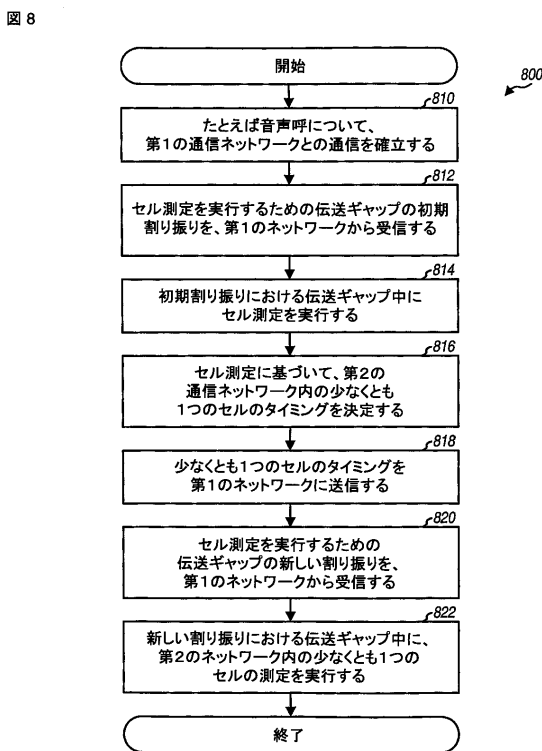 図 8
開始
800
810
たとえば音声呼について、
第1の通信ネットワークとの通信を確立する
812
セル測定を実行するための伝送ギャップの初期
割り振りを、第1のネットワークから受信する
814
初期割り振りにおける伝送ギャップ中に
セル測定を実行する
816
セル測定に基づいて、第2の
通信ネットワーク内の少なくとも
1つのセルのタイミングを決定する
818
少なくとも1つのセルのタイミングを
第1のネットワークに送信する
820
セル測定を実行するための
伝送ギャップの新しい割り振りを、
第1のネットワークから受信する
822
新しい割り振りにおける伝送ギャップ中に、
第2のネットワーク内の少なくとも1つの
セルの測定を実行する
終了